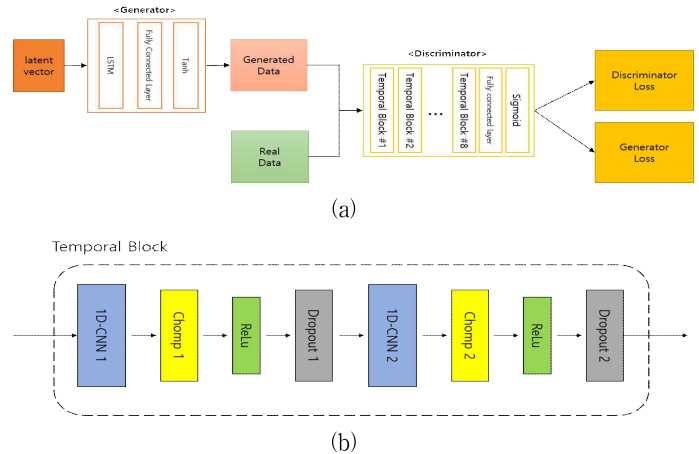 <Generator>
latent
vector
LSTM
Fully Connected Layer
Tanh
Generated
Data
Real
Data
<Discriminator>
Temporal Block #1
Temporal Block #2
...
Temporal Block #8
Fully connected layer
Sigmoid
Discriminator
Loss
Generator
Loss
(a)
Temporal Block
1D-CNN 1
Chomp 1
ReLu
Dropout 1
1D-CNN 2
Chomp 2
ReLu
Dropout 2
(b)